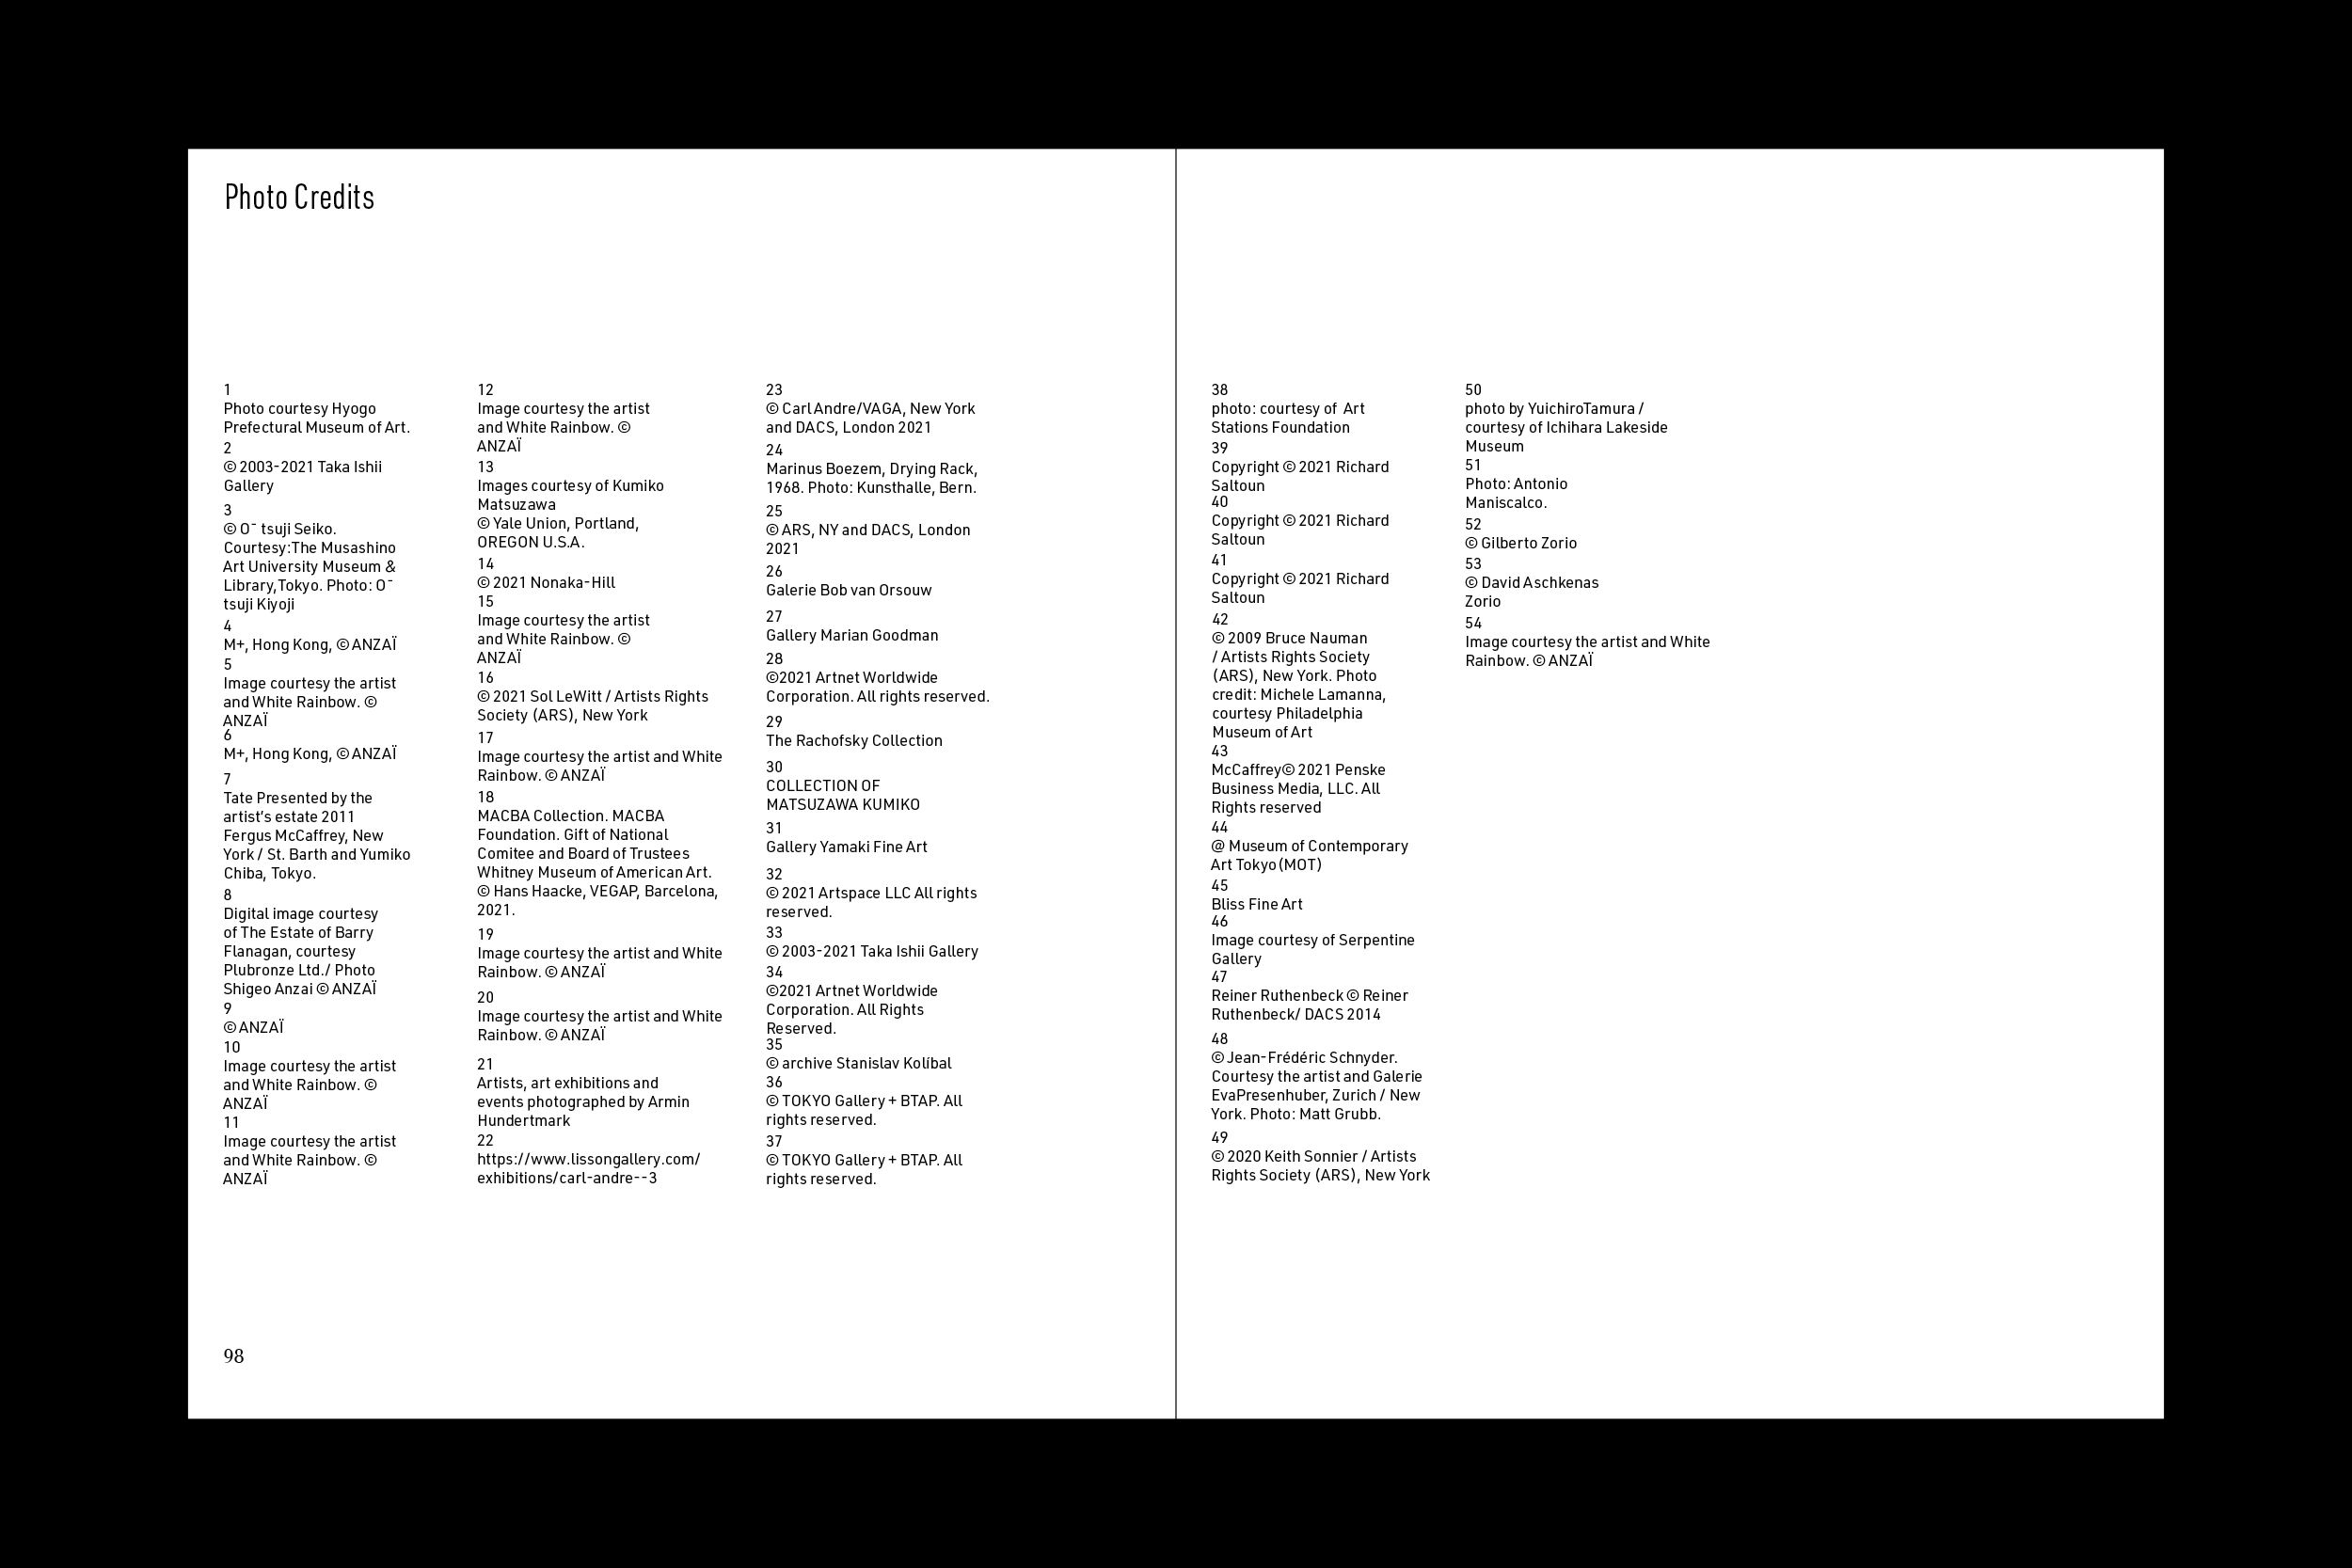 Photo Credits
1
Photo courtesy Hyogo
Prefectural Museum of Art.
2
© 2003-2021 Taka Ishii
Gallery
3
© O¯ tsuji Seiko.
Courtesy:The Musashino
Art University Museum &
Library,Tokyo. Photo: O¯
tsuji Kiyoji
4
M+, Hong Kong, © ANZAÏ
5
Image courtesy the artist
and White Rainbow. ©
ANZAÏ
6
M+, Hong Kong, © ANZAÏ
7
Tate Presented by the
artist's estate 2011
Fergus McCaffrey, New
York / St. Barth and Yumiko
Chiba, Tokyo.
8
Digital image courtesy
of The Estate of Barry
Flanagan, courtesy
Plubronze Ltd./ Photo
Shigeo Anzai © ANZAÏ
9
© ANZAÏ
10
Image courtesy the artist
and White Rainbow. ©
ANZAÏ
11
Image courtesy the artist
and White Rainbow. ©
ANZAÏ
12
Image courtesy the artist
and White Rainbow. ©
ANZAÏ
13
Images courtesy of Kumiko
Matsuzawa
© Yale Union, Portland,
OREGON U.S.A.
14
© 2021 Nonaka-Hill
15
Image courtesy the artist
and White Rainbow. ©
ANZAÏ
16
© 2021 Sol LeWitt / Artists Rights
Society (ARS), New York
17
Image courtesy the artist and White
Rainbow. © ANZAÏ
18
MACBA Collection. MACBA
Foundation. Gift of National
Comitee and Board of Trustees
Whitney Museum of American Art.
© Hans Haacke, VEGAP, Barcelona,
2021.
19
Image courtesy the artist and White
Rainbow. © ANZAÏ
20
Image courtesy the artist and White
Rainbow. © ANZAÏ
21
Artists, art exhibitions and
events photographed by Armin
Hundertmark
22
https://www.lissongallery.com/
exhibitions/carl-andre--3
23
© Carl Andre/VAGA, New York
and DACS, London 2021
24
Marinus Boezem, Drying Rack,
1968. Photo: Kunsthalle, Bern.
25
© ARS, NY and DACS, London
2021
26
Galerie Bob van Orsouw
27
Gallery Marian Goodman
28
©2021 Artnet Worldwide
Corporation. All rights reserved.
29
The Rachofsky Collection
30
COLLECTION OF
MATSUZAWA KUMIKO
31
Gallery Yamaki Fine Art
32
© 2021 Artspace LLC All rights
reserved.
33
© 2003-2021 Taka Ishii Gallery
34
©2021 Artnet Worldwide
Corporation. All Rights
Reserved.
35
© archive Stanislav Kolíbal
36
© TOKYO Gallery + BTAP. All
rights reserved.
37
© TOKYO Gallery + BTAP. All
rights reserved.
98
38
photo: courtesy of Art
Stations Foundation
39
Copyright © 2021 Richard
Saltoun
40
Copyright © 2021 Richard
Saltoun
41
Copyright © 2021 Richard
Saltoun
42
© 2009 Bruce Nauman
/ Artists Rights Society
(ARS), New York. Photo
credit: Michele Lamanna,
courtesy Philadelphia
Museum of Art
43
McCaffrey© 2021 Penske
Business Media, LLC. All
Rights reserved
44
@ Museum of Contemporary
Art Tokyo(MOT)
45
Bliss Fine Art
46
Image courtesy of Serpentine
Gallery
47
Reiner Ruthenbeck © Reiner
Ruthenbeck/ DACS 2014
48
© Jean-Frédéric Schnyder.
Courtesy the artist and Galerie
EvaPresenhuber, Zurich / New
York. Photo: Matt Grubb.
49
© 2020 Keith Sonnier / Artists
Rights Society (ARS), New York
50
photo by YuichiroTamura /
courtesy of Ichihara Lakeside
Museum
51
Photo: Antonio
Maniscalco.
52
© Gilberto Zorio
53
© David Aschkenas
Zorio
54
Image courtesy the artist and White
Rainbow. © ANZAÏ